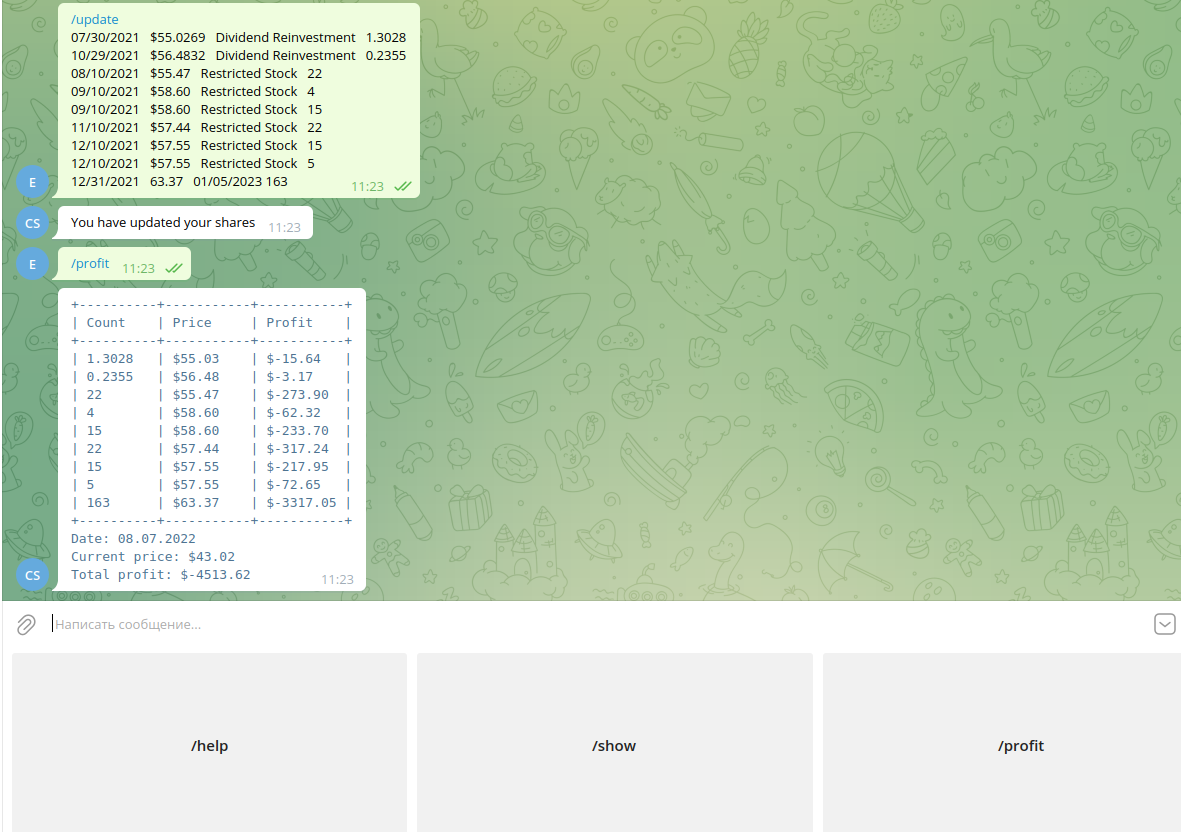 /update
07/30/2021 $55.0269 Dividend Reinvestment 1.3028
10/29/2021 $56.4832 Dividend Reinvestment 0.2355
08/10/2021 $55.47 Restricted Stock 22
09/10/2021 $58.60 Restricted Stock 4
09/10/2021 $58.60 Restricted Stock 15
11/10/2021 $57.44 Restricted Stock 22
12/10/2021 $57.55 Restricted Stock 15
12/10/2021 $57.55 Restricted Stock 5
12/31/2021 63.37 01/05/2023 163
11:23
E
CS
You have updated your shares 11:23
E
/profit 11:23
+----------+-----------+-----------+
| Count | Price | Profit |
+----------+-----------+-----------+
| 1.3028 | $55.03 | $-15.64 |
| 0.2355 | $56.48 | $-3.17 |
| 22 | $55.47 | $-273.90 |
| 4 | $58.60 | $-62.32 |
| 15 | $58.60 | $-233.70 |
| 22 | $57.44 | $-317.24 |
| 15 | $57.55 | $-217.95 |
| 5 | $57.55 | $-72.65 |
| 163 | $63.37 | $-3317.05 |
+----------+-----------+-----------+
Date: 08.07.2022
Current price: $43.02
Total profit: $-4513.62
11:23
CS
Написать сообщение...
/help /show /profit